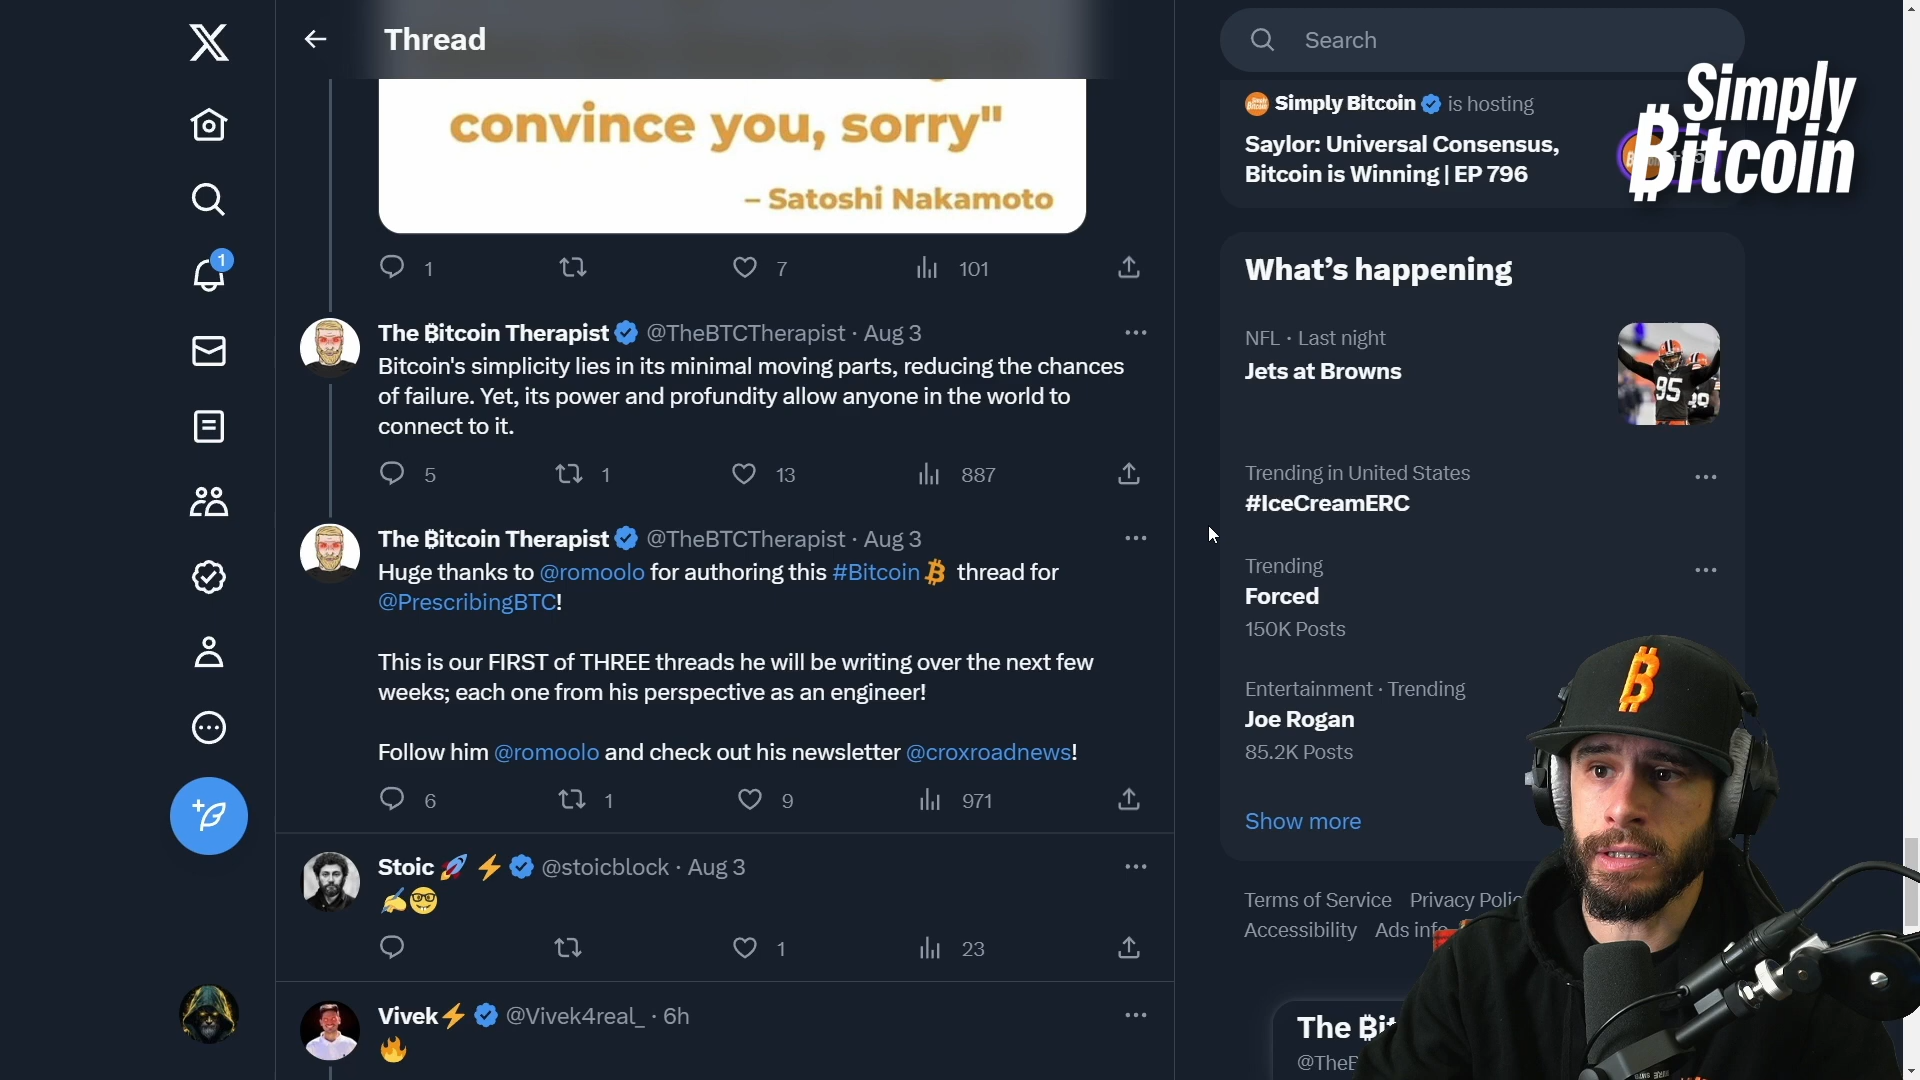 Thread
Search
Simply Bitcoin is hosting
Saylor: Universal Consensus,
Bitcoin is Winning | EP 796
Simply
₿itcoin
convince you, sorry"
– Satoshi Nakamoto
1 7 101
What's happening
NFL · Last night
Jets at Browns
95
1
The ₿itcoin Therapist @TheBTCTherapist · Aug 3
Bitcoin's simplicity lies in its minimal moving parts, reducing the chances
of failure. Yet, its power and profundity allow anyone in the world to
connect to it.
5 1 13 887
Trending in United States
#IceCreamERC
The ₿itcoin Therapist @TheBTCTherapist · Aug 3
Huge thanks to @romoolo for authoring this #Bitcoin ₿ thread for
@PrescribingBTC!
This is our FIRST of THREE threads he will be writing over the next few
weeks; each one from his perspective as an engineer!
Follow him @romoolo and check out his newsletter @croxroadnews!
6 1 9 971
Trending
Forced
150K Posts
Entertainment · Trending
Joe Rogan
85.2K Posts
Show more
Stoic 🚀 ⚡ @stoicblock · Aug 3
✍️🤓
1 23
Terms of Service Privacy
Accessibility Ads info
Vivek⚡ @Vivek4real_ · 6h
🔥
The